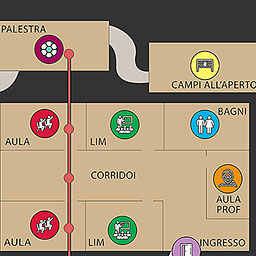 PALESTRA
CAMPI ALL'APERTO
BAGNI
AULA
LIM
CORRIDOI
AULA
PROF
AULA
LIM
INGRESSO